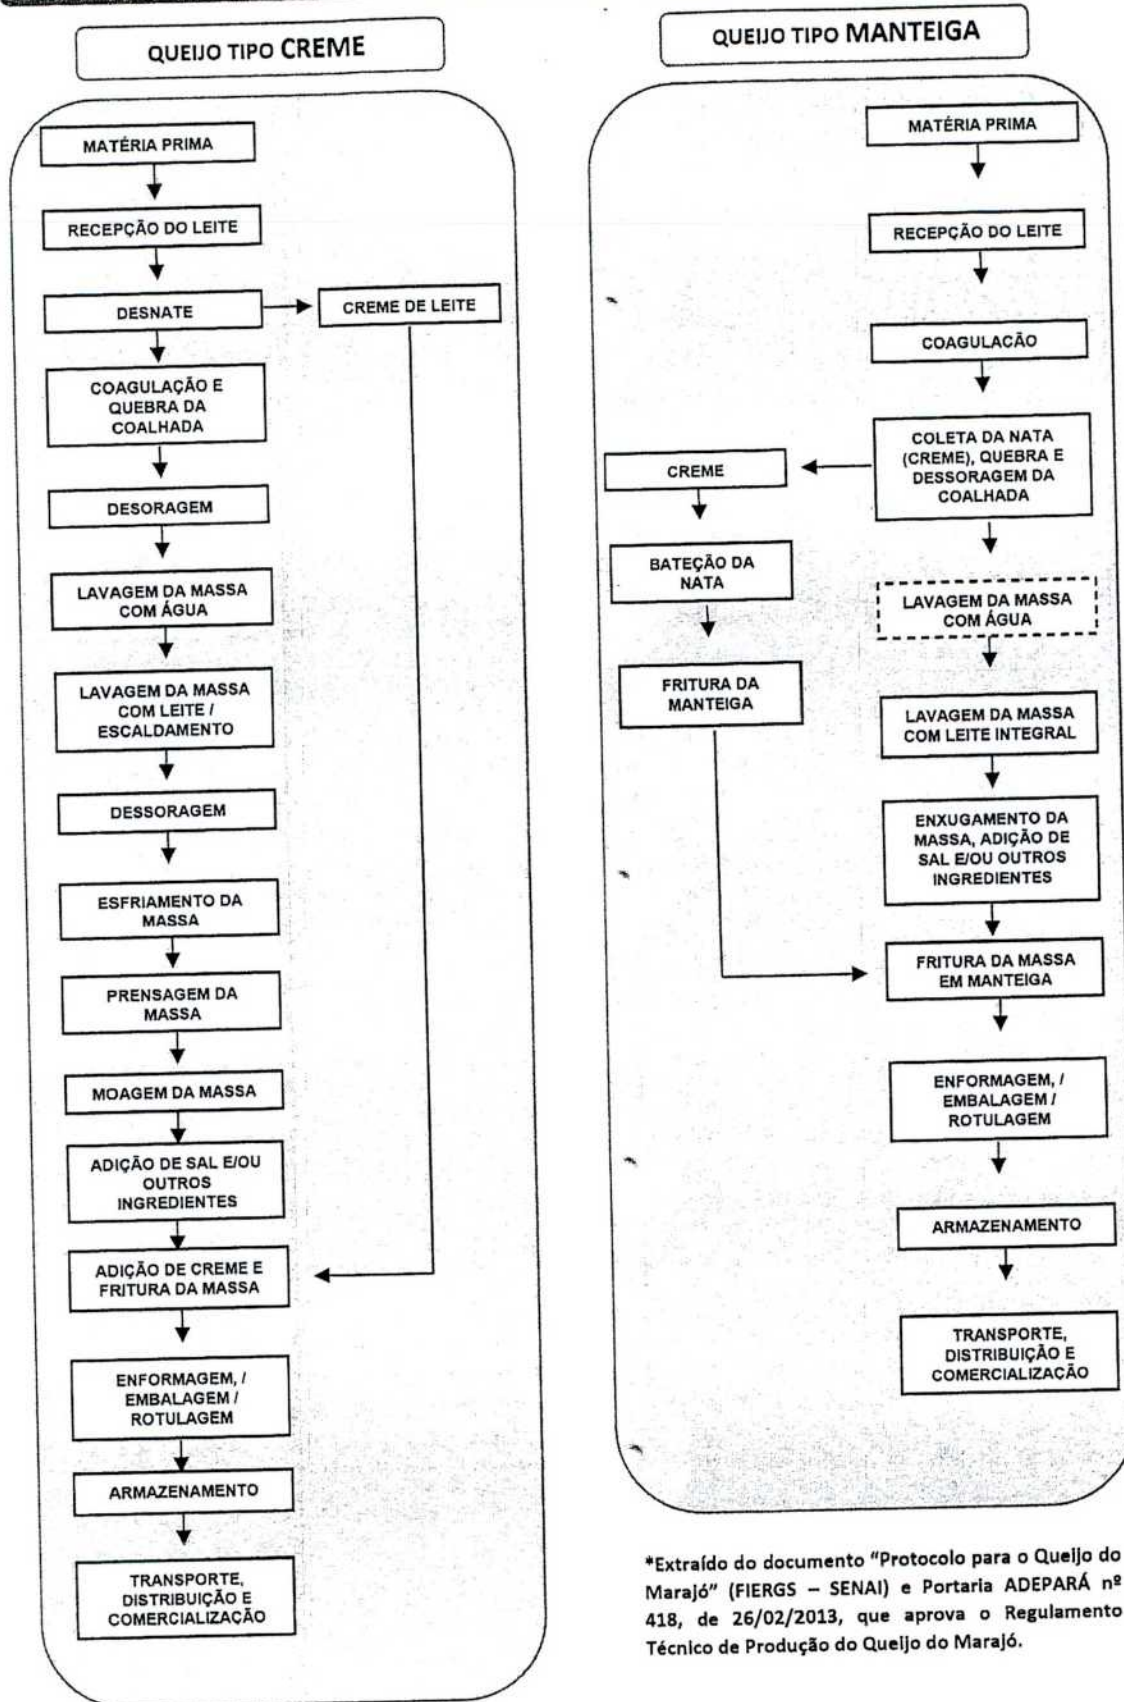 QUEIJO TIPO CREME
MATÉRIA PRIMA
RECEPÇÃO DO LEITE
DESNATE
CREME DE LEITE
COAGULAÇÃO E
QUEBRA DA
COALHADA
DESORAGEM
LAVAGEM DA MASSA
COM ÁGUA
LAVAGEM DA MASSA
COM LEITE /
ESCALDAMENTO
DESSORAGEM
ESFRIAMENTO DA
MASSA
PRENSAGEM DA
MASSA
MOAGEM DA MASSA
ADIÇÃO DE SAL E/OU
OUTROS
INGREDIENTES
ADIÇÃO DE CREME E
FRITURA DA MASSA
ENFORMAGEM, /
EMBALAGEM /
ROTULAGEM
ARMAZENAMENTO
TRANSPORTE,
DISTRIBUIÇÃO E
COMERCIALIZAÇÃO
QUEIJO TIPO MANTEIGA
MATÉRIA PRIMA
RECEPÇÃO DO LEITE
COAGULACÃO
COLETA DA NATA
(CREME), QUEBRA E
DESSORAGEM DA
COALHADA
CREME
BATEÇÃO DA
NATA
FRITURA DA
MANTEIGA
LAVAGEM DA MASSA
COM ÁGUA
LAVAGEM DA MASSA
COM LEITE INTEGRAL
ENXUGAMENTO DA
MASSA, ADIÇÃO DE
SAL E/OU OUTROS
INGREDIENTES
FRITURA DA MASSA
EM MANTEIGA
ENFORMAGEM, /
EMBALAGEM /
ROTULAGEM
ARMAZENAMENTO
TRANSPORTE,
DISTRIBUIÇÃO E
COMERCIALIZAÇÃO
*Extraído do documento "Protocolo para o Queijo do
Marajó" (FIERGS – SENAI) e Portaria ADEPARÁ nº
418, de 26/02/2013, que aprova o Regulamento
Técnico de Produção do Queijo do Marajó.